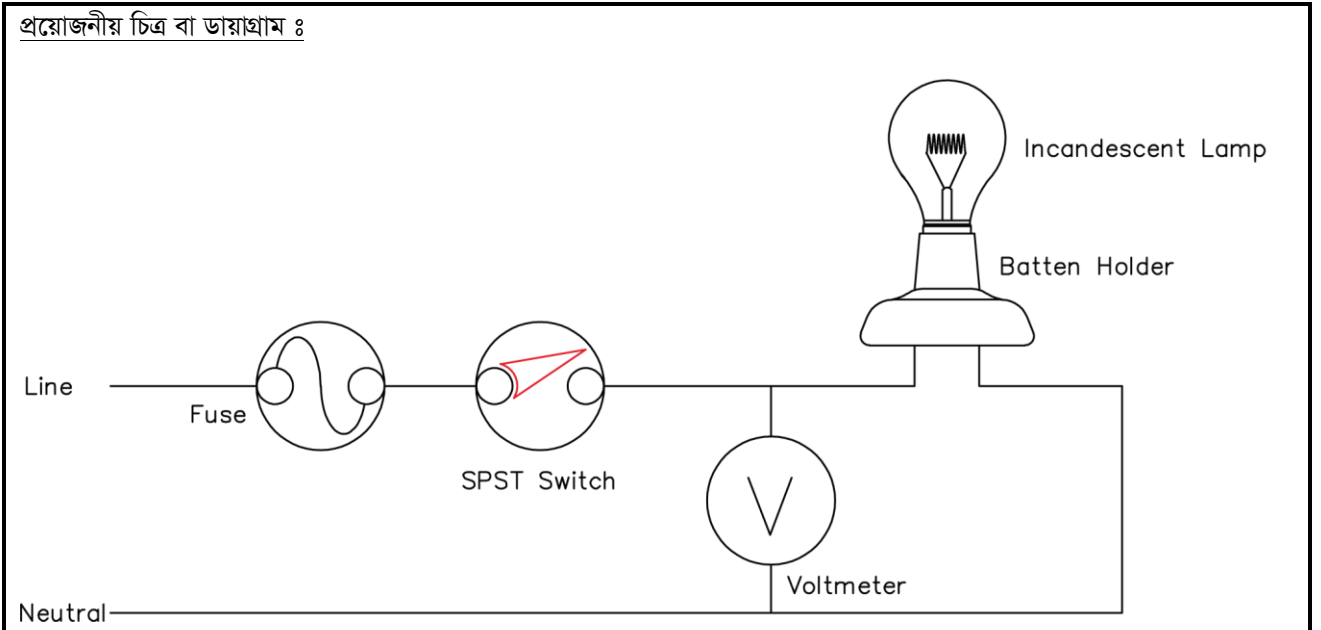 প্রয়োজনীয় চিত্র বা ডায়াগ্রাম ঃ
Incandescent Lamp
Batten Holder
Line
Fuse
SPST Switch
V
Voltmeter
Neutral